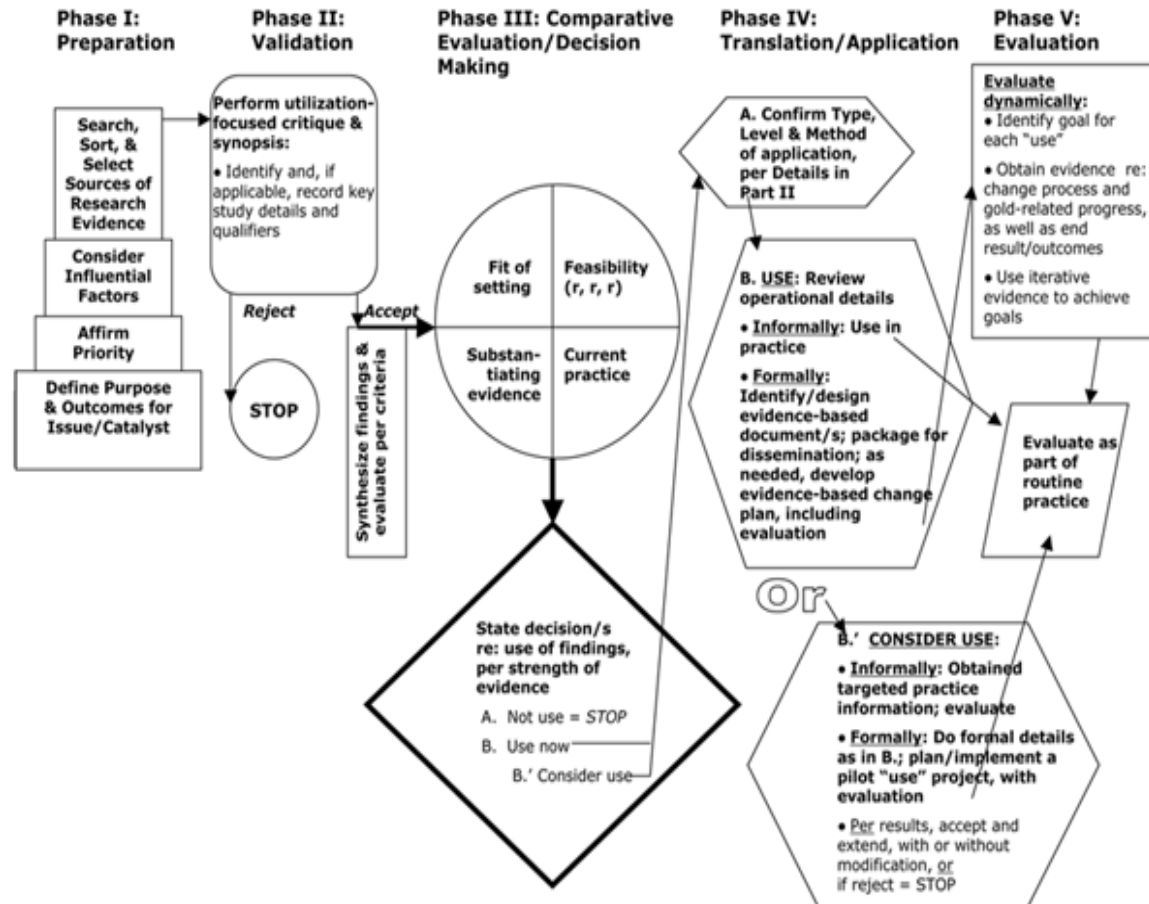 Phase I:
Preparation
Phase II:
Validation
Phase III: Comparative
Evaluation/Decision
Making
Phase IV:
Translation/Application
Phase V:
Evaluation
Search,
Sort, &
Select
Sources of
Research
Evidence
Consider
Influential
Factors
Affirm
Priority
Define Purpose
& Outcomes for
Issue/Catalyst
Perform utilization-
focused critique &
synopsis:
• Identify and, if
applicable, record key
study details and
qualifiers
Reject
Accept
STOP
Synthesize findings &
evaluate per criteria
Fit of
setting
Feasibility
(r, r, r)
Substan-
tiating
evidence
Current
practice
State decision/s
re: use of findings,
per strength of
evidence
A. Not use = STOP
B. Use now
B.' Consider use
A. Confirm Type,
Level & Method
of application,
per Details in
Part II
B. USE: Review
operational details
• Informally: Use in
practice
• Formally:
Identify/design
evidence-based
document/s; package for
dissemination; as
needed, develop
evidence-based change
plan, including
evaluation
Or
B.' CONSIDER USE:
• Informally: Obtained
targeted practice
information; evaluate
• Formally: Do formal details
as in B.; plan/implement a
pilot "use" project, with
evaluation
• Per results, accept and
extend, with or without
modification, or
if reject = STOP
Evaluate
dynamically:
• Identify goal for
each "use"
• Obtain evidence re:
change process and
gold-related progress,
as well as end
result/outcomes
• Use iterative
evidence to achieve
goals
Evaluate as
part of
routine
practice